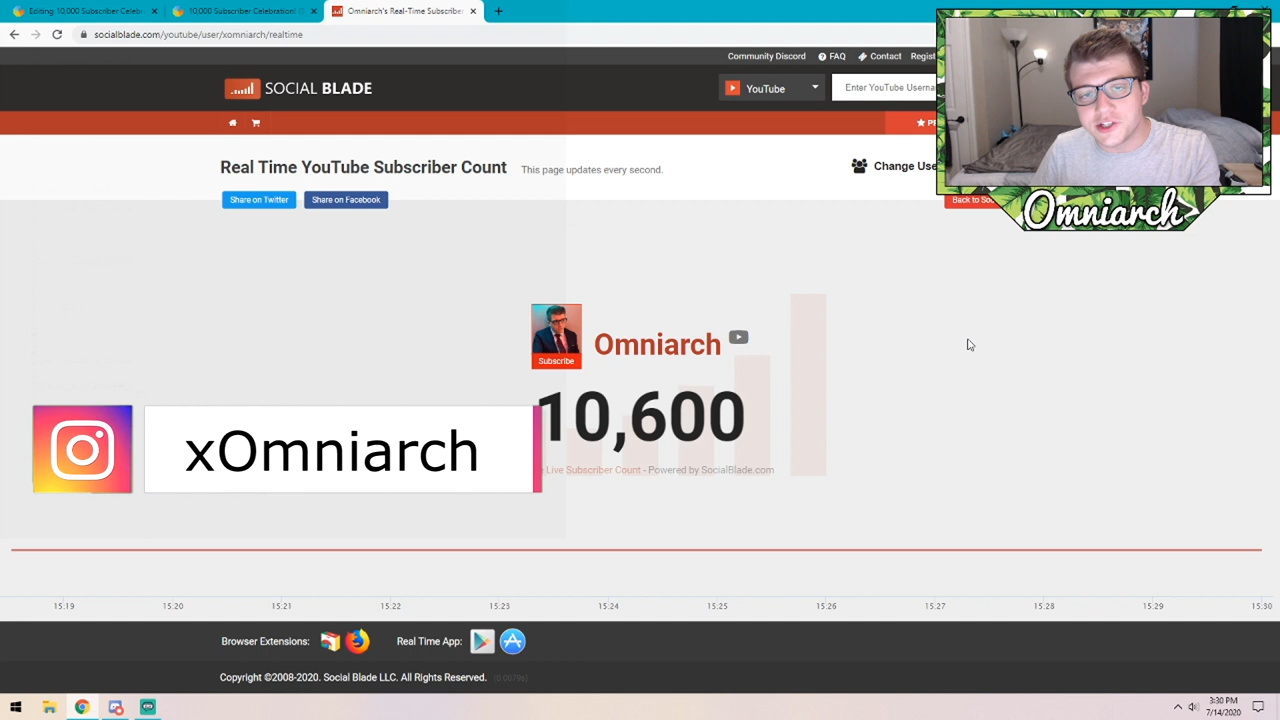 Editing 10,000 Subscriber Celebr
10,000 Subscriber Celebration! (
Omniarch's Real-Time Subscriber
socialblade.com/youtube/user/xomniarch/realtime
Community Discord
FAQ
Contact
Regist
SOCIAL BLADE
YouTube
Enter YouTube Userna
Real Time YouTube Subscriber Count
This page updates every second.
Change Use
Share on Twitter
Share on Facebook
Back to So
Omniarch
Omniarch
Subscribe
10,600
xOmniarch
Live Subscriber Count - Powered by SocialBlade.com
15:19 15:20 15:21 15:22 15:23 15:24 15:25 15:26 15:27 15:28 15:29 15:30
Browser Extensions:
Real Time App:
Copyright ©2008-2020. Social Blade LLC. All Rights Reserved.
3:30 PM
7/14/2020